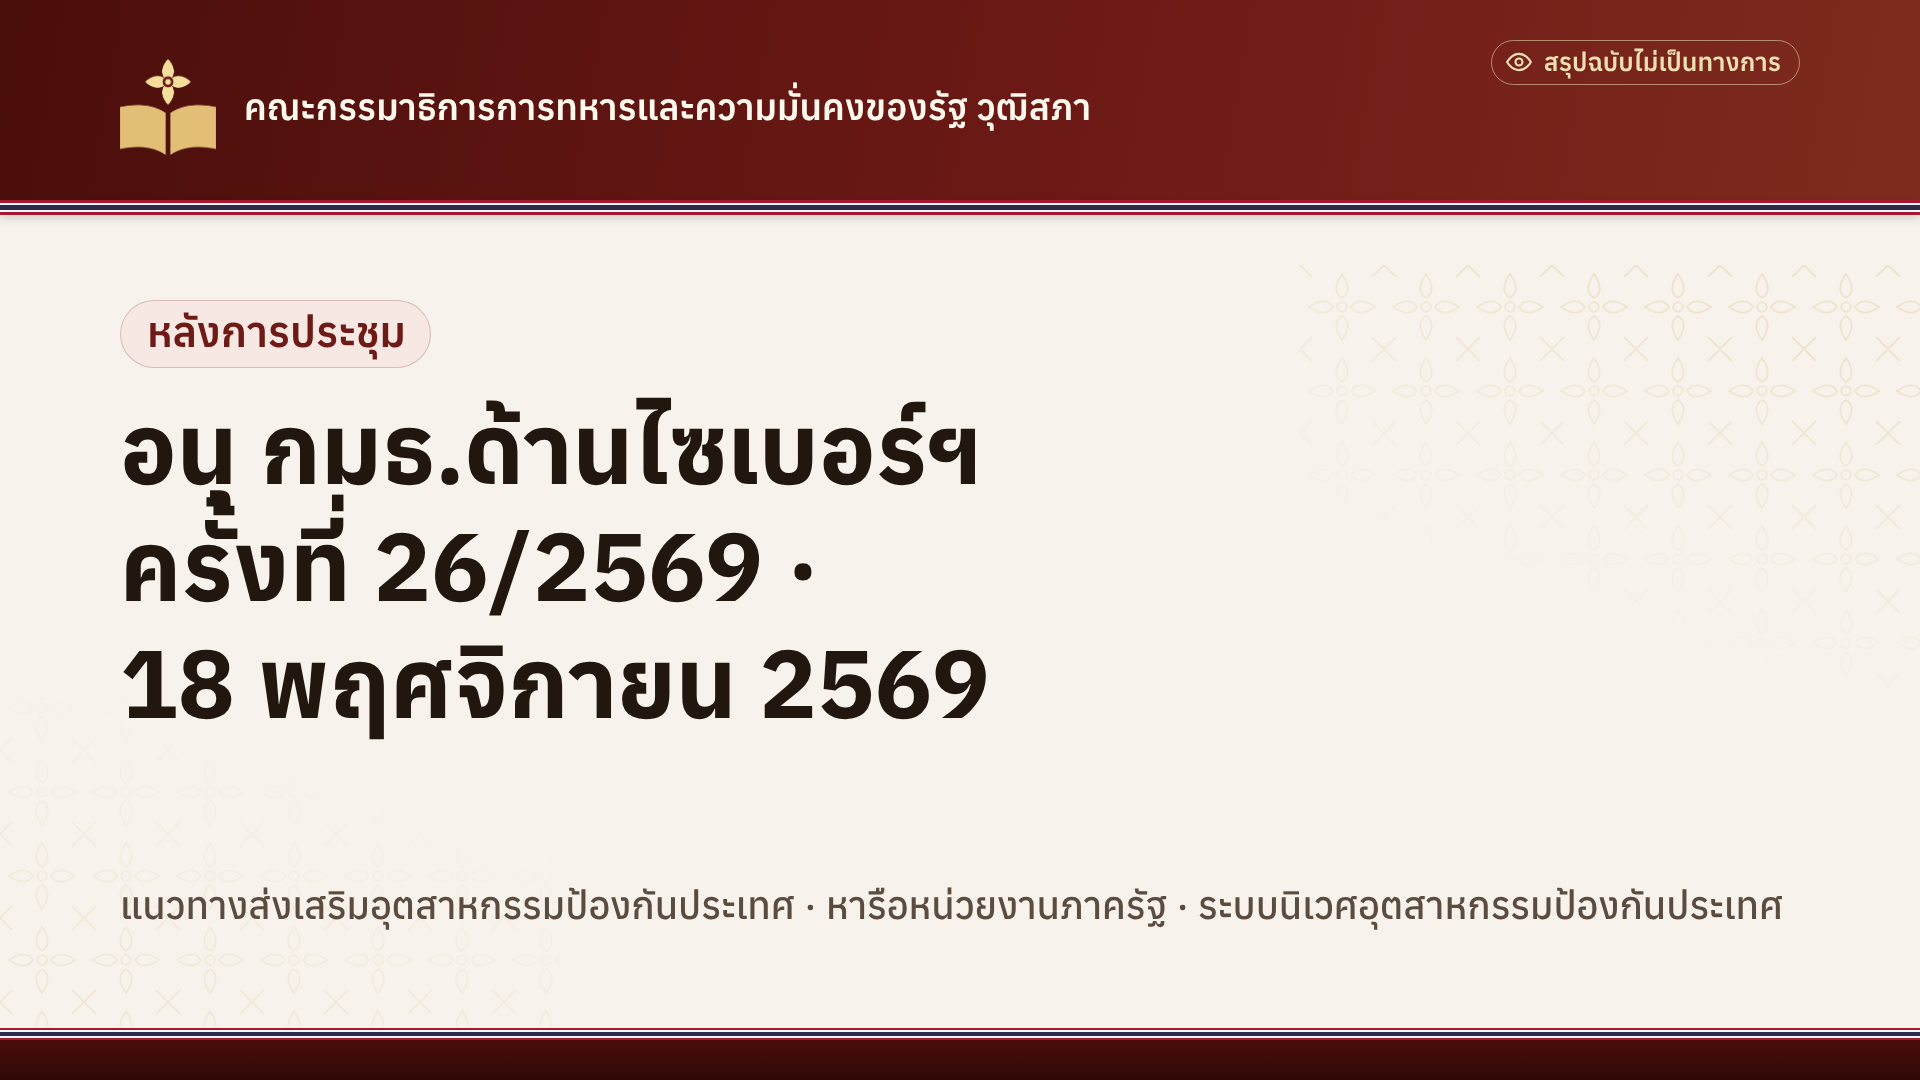 คณะกรรมาธิการการทหารและความมั่นคงของรัฐ วุฒิสภา
สรุปฉบับไม่เป็นทางการ
หลังการประชุม
อนุ กมธ.ด้านไซเบอร์ฯ
ครั้งที่ 26/2569 ·
18 พฤศจิกายน 2569
แนวทางส่งเสริมอุตสาหกรรมป้องกันประเทศ · หารือหน่วยงานภาครัฐ · ระบบนิเวศอุตสาหกรรมป้องกันประเทศ